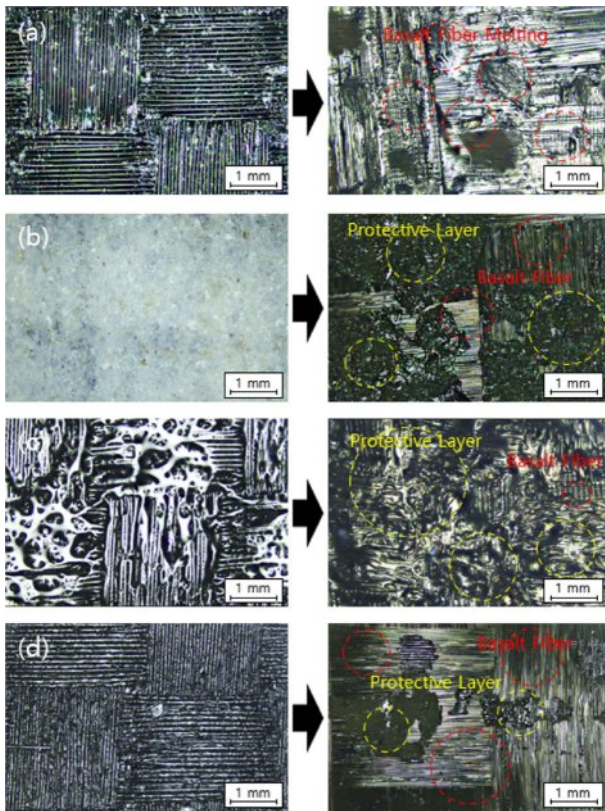 (a)
Basalt Fiber Melting
1 mm
1 mm
(b)
Protective Layer
Basalt Fiber
1 mm
1 mm
(c)
Protective Layer
Basalt Fiber
1 mm
1 mm
(d)
Basalt Fiber
Protective Layer
1 mm
1 mm